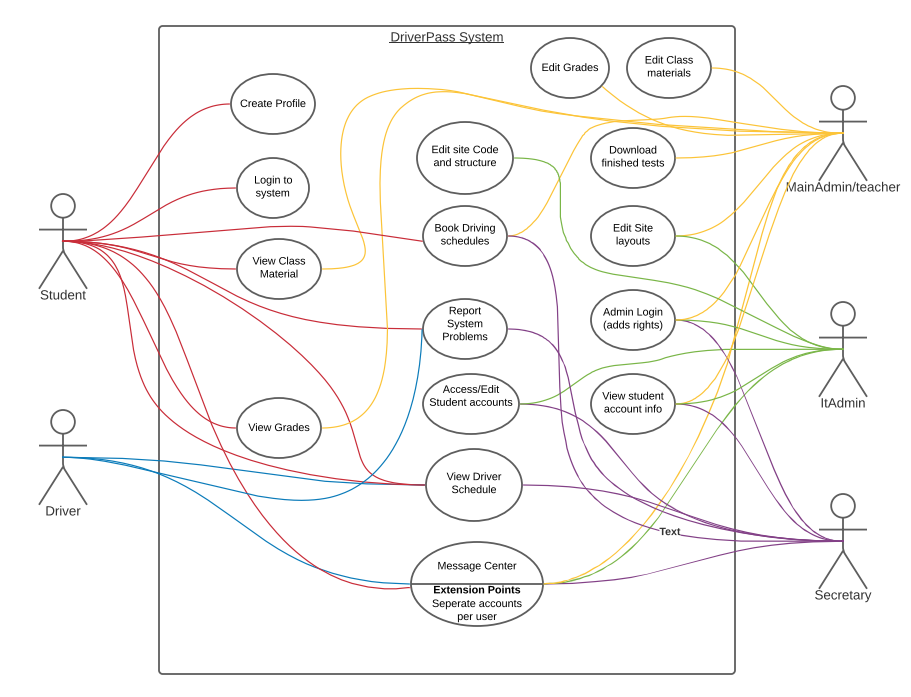 DriverPass System
Edit Grades
Edit Class
materials
Create Profile
Edit site Code
and structure
Download
finished tests
MainAdmin/teacher
Login to
system
Student
Book Driving
schedules
Edit Site
layouts
View Class
Material
Report
System
Problems
Admin Login
(adds rights)
ItAdmin
Access/Edit
Student accounts
View student
account info
View Grades
Driver
View Driver
Schedule
Text
Secretary
Message Center
Extension Points
Seperate accounts
per user